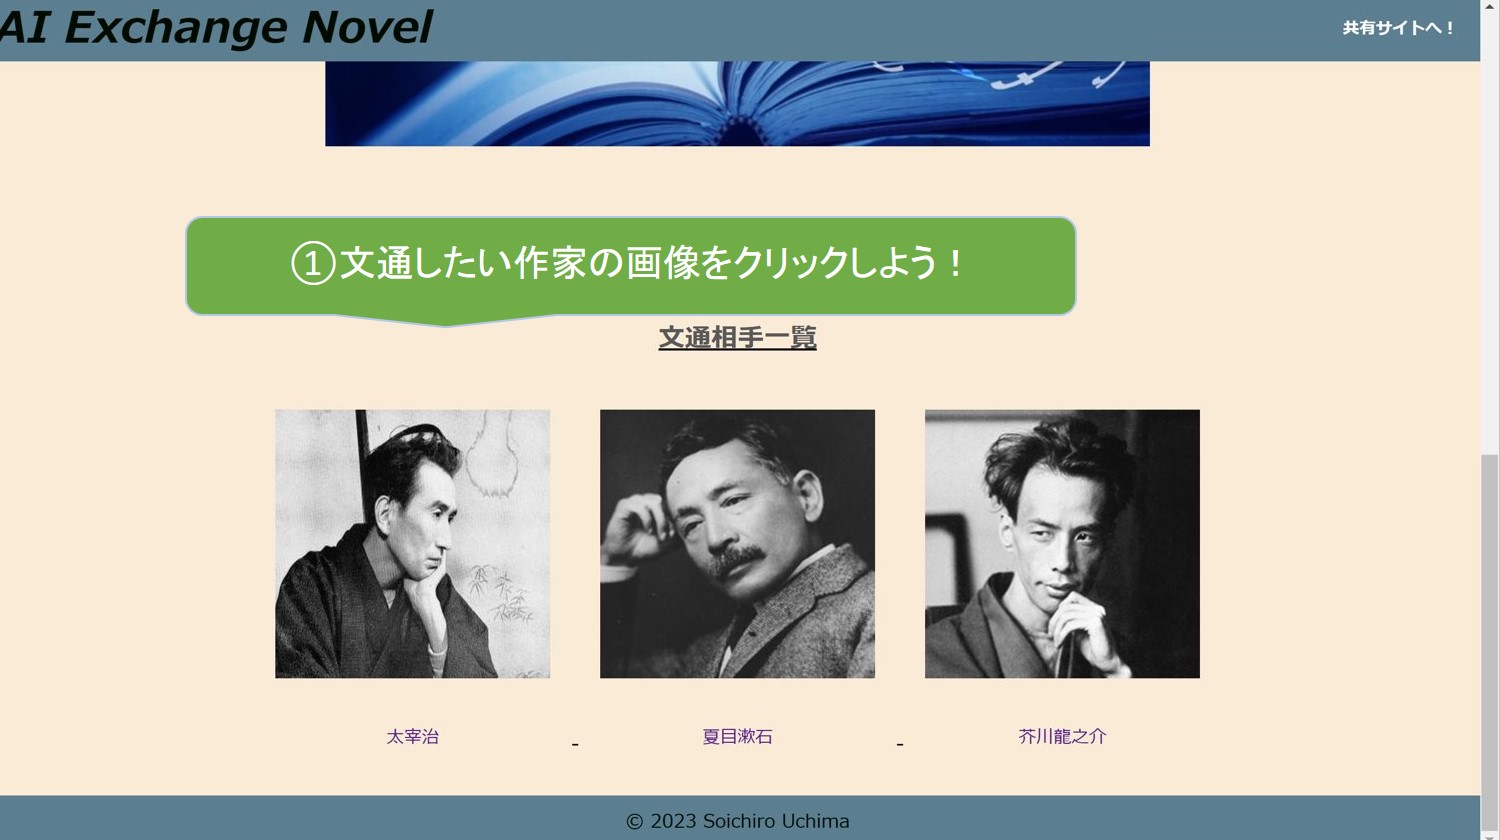 AI Exchange Novel
共有サイトへ！
①文通したい作家の画像をクリックしよう！
文通相手一覧
太宰治
-
夏目漱石
-
芥川龍之介
© 2023 Soichiro Uchima